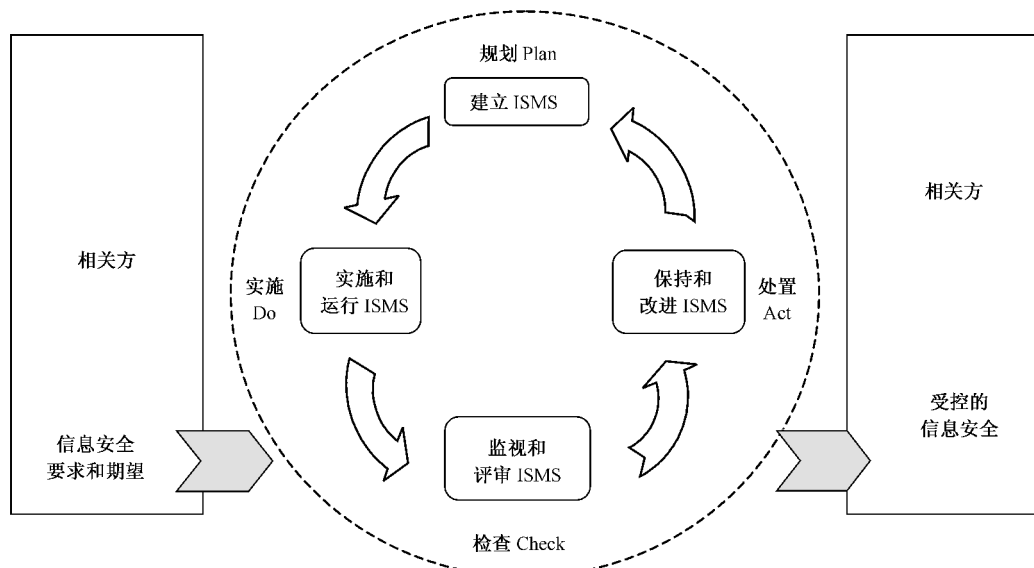 规划 Plan
建立 ISMS
相关方
信息安全
要求和期望
实施
Do
实施和
运行 ISMS
保持和
改进 ISMS
处置
Act
监视和
评审 ISMS
检查 Check
相关方
受控的
信息安全